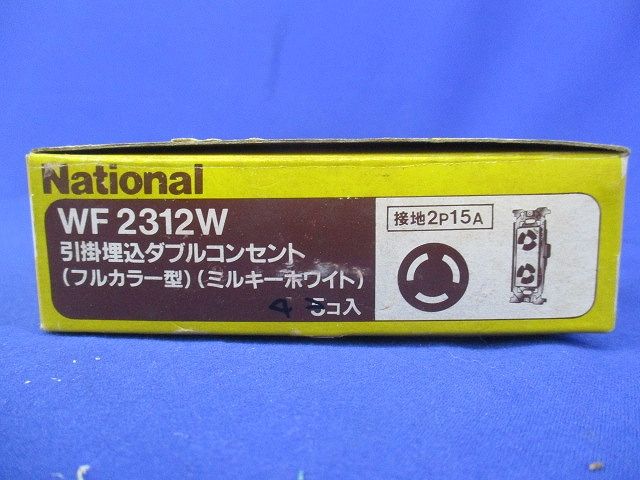 National
WF 2312W
引掛埋込ダブルコンセント
(フルカラー型)(ミルキーホワイト)
4 5コ入
接地2P15A